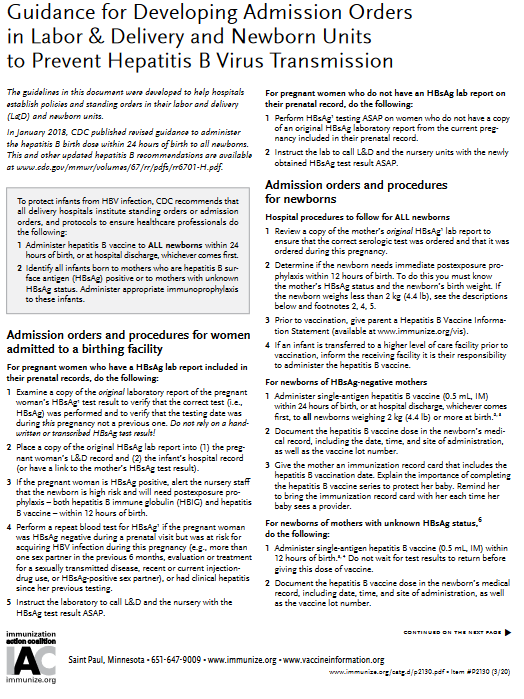 Guidance for Developing Admission Orders
in Labor & Delivery and Newborn Units
to Prevent Hepatitis B Virus Transmission
The guidelines in this document were developed to help hospitals
establish policies and standing orders in their labor and delivery
(L&D) and newborn units.
In January 2018, CDC published revised guidance to administer
the hepatitis B birth dose within 24 hours of birth to all newborns.
This and other updated hepatitis B recommendations are available
at www.cdc.gov/mmwr/volumes/67/rr/pdfs/rr6701-H.pdf.
To protect infants from HBV infection, CDC recommends that
all delivery hospitals institute standing orders or admission
orders, and protocols to ensure healthcare professionals do
the following:
1 Administer hepatitis B vaccine to ALL newborns within 24
hours of birth, or at hospital discharge, whichever comes first.
2 Identify all infants born to mothers who are hepatitis B sur-
face antigen (HBsAg) positive or to mothers with unknown
HBsAg status. Administer appropriate immunoprophylaxis
to these infants.
Admission orders and procedures for women
admitted to a birthing facility
For pregnant women who have a HBsAg lab report included in
their prenatal records, do the following:
1 Examine a copy of the original laboratory report of the pregnant
woman's HBsAg¹ test result to verify that the correct test (i.e.,
HBsAg) was performed and to verify that the testing date was
during this pregnancy not a previous one. Do not rely on a hand-
written or transcribed HBsAg test result!
2 Place a copy of the original HBsAg lab report into (1) the preg-
nant woman's L&D record and (2) the infant's hospital record
(or have a link to the mother's HBsAg test result).
3 If the pregnant woman is HBsAg positive, alert the nursery staff
that the newborn is high risk and will need postexposure pro-
phylaxis – both hepatitis B immune globulin (HBIG) and hepatitis
B vaccine – within 12 hours of birth.
4 Perform a repeat blood test for HBsAg¹ if the pregnant woman
was HBsAg negative during a prenatal visit but was at risk for
acquiring HBV infection during this pregnancy (e.g., more than
one sex partner in the previous 6 months, evaluation or treatment
for a sexually transmitted disease, recent or current injection-
drug use, or HBsAg-positive sex partner), or had clinical hepatitis
since her previous testing.
5 Instruct the laboratory to call L&D and the nursery with the
HBsAg test result ASAP.
For pregnant women who do not have an HBsAg lab report on
their prenatal record, do the following:
1 Perform HBsAg¹ testing ASAP on women who do not have a copy
of an original HBsAg laboratory report from the current preg-
nancy included in their prenatal record.
2 Instruct the lab to call L&D and the nursery units with the newly
obtained HBsAg test result ASAP.
Admission orders and procedures
for newborns
Hospital procedures to follow for ALL newborns
1 Review a copy of the mother's original HBsAg¹ lab report to
ensure that the correct serologic test was ordered and that it was
ordered during this pregnancy.
2 Determine if the newborn needs immediate postexposure pro-
phylaxis within 12 hours of birth. To do this you must know
the mother's HBsAg status and the newborn's birth weight. If
the newborn weighs less than 2 kg (4.4 lb), see the descriptions
below and footnotes 2, 4, 5.
3 Prior to vaccination, give parent a Hepatitis B Vaccine Informa-
tion Statement (available at www.immunize.org/vis).
4 If an infant is transferred to a higher level of care facility prior to
vaccination, inform the receiving facility it is their responsibility
to administer the hepatitis B vaccine.
For newborns of HBsAg-negative mothers
1 Administer single-antigen hepatitis B vaccine (0.5 mL, IM)
within 24 hours of birth, or at hospital discharge, whichever comes
first, to all newborns weighing 2 kg (4.4 lb) or more at birth.
2 Document the hepatitis B vaccine dose in the newborn's medi-
cal record, including the date, time, and site of administration,
as well as the vaccine lot number.
3 Give the mother an immunization record card that includes the
hepatitis B vaccination date. Explain the importance of completing
the hepatitis B vaccine series to protect her baby. Remind her
to bring the immunization record card with her each time her
baby sees a provider.
For newborns of mothers with unknown HBsAg status,⁶
do the following:
1 Administer single-antigen hepatitis B vaccine (0.5 mL, IM) within
12 hours of birth. Do not wait for test results to return before
giving this dose of vaccine.
2 Document the hepatitis B vaccine dose in the newborn's medical
record, including date, time, and site of administration, as well
as the vaccine lot number.
CONTINUED ON THE NEXT PAGE
immunization
action coalition
IAC
immunize.org
Saint Paul, Minnesota • 651-647-9009 • www.immunize.org • www.vaccineinformation.org
www.immunize.org/catg.d/p2130.pdf • Item #P2130 (3/20)